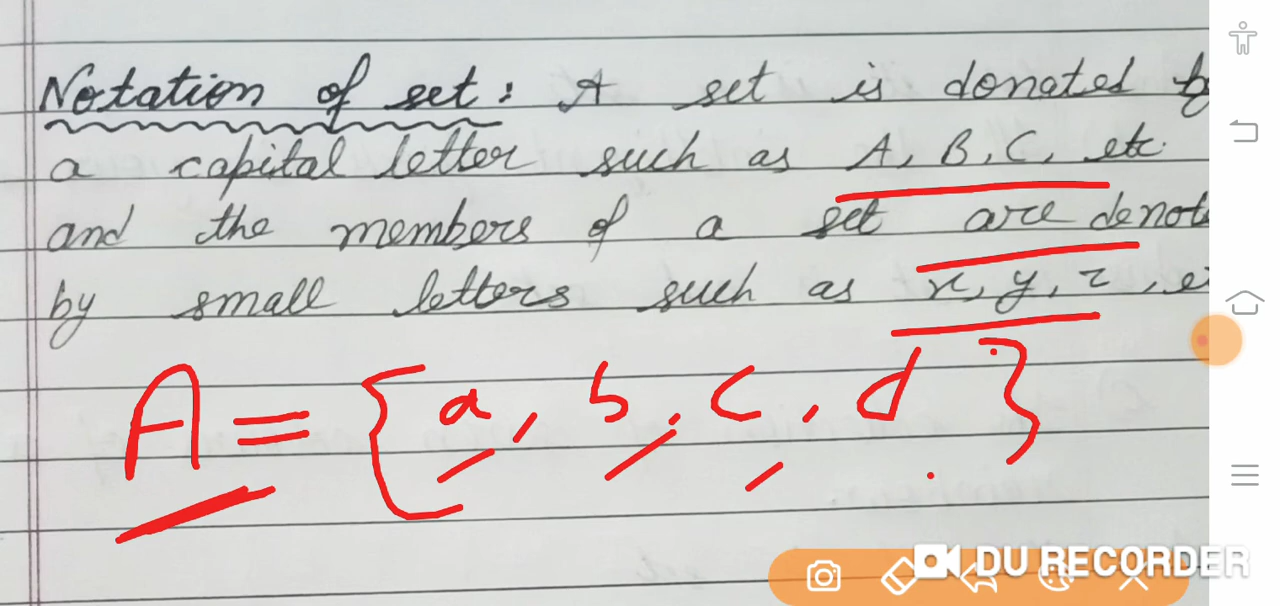 Notation of set: A set is donated b
a capital letter such as A, B, C, etc.
and the members of a set are denot
by small letters such as x, y, z, e
A = {a, b, c, d}
DU RECORDER